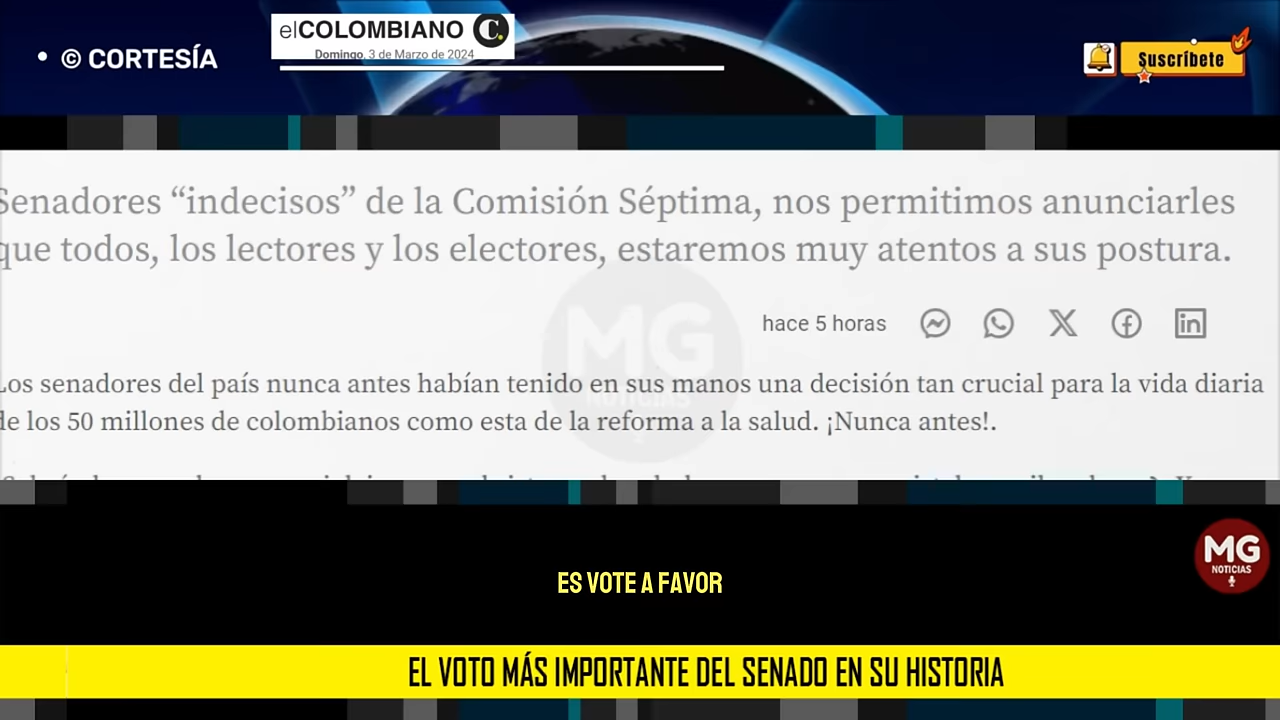 • © CORTESÍA
elCOLOMBIANO C.
Domingo, 3 de Marzo de 2024
Suscríbete
Senadores “indecisos” de la Comisión Séptima, nos permitimos anunciarles
que todos, los lectores y los electores, estaremos muy atentos a sus postura.
hace 5 horas
Los senadores del país nunca antes habían tenido en sus manos una decisión tan crucial para la vida diaria
de los 50 millones de colombianos como esta de la reforma a la salud. ¡Nunca antes!.
MG
NOTICIAS
MG
NOTICIAS
ES VOTE A FAVOR
EL VOTO MÁS IMPORTANTE DEL SENADO EN SU HISTORIA